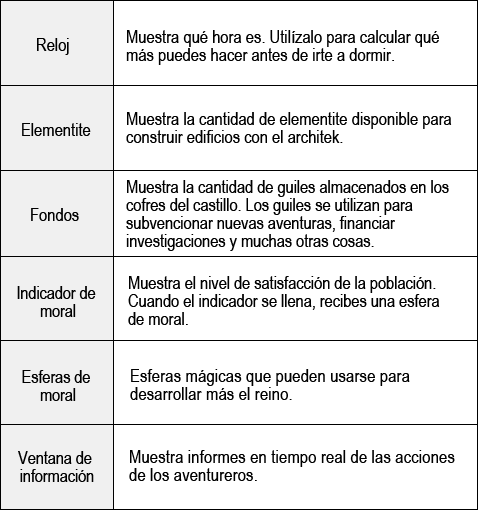 Reloj
Muestra qué hora es. Utilízalo para calcular qué
más puedes hacer antes de irte a dormir.
Elementite
Muestra la cantidad de elementite disponible para
construir edificios con el architek.
Fondos
Muestra la cantidad de guiles almacenados en los
cofres del castillo. Los guiles se utilizan para
subvencionar nuevas aventuras, financiar
investigaciones y muchas otras cosas.
Indicador de
moral
Muestra el nivel de satisfacción de la población.
Cuando el indicador se llena, recibes una esfera
de moral.
Esferas de
moral
Esferas mágicas que pueden usarse para
desarrollar más el reino.
Ventana de
información
Muestra informes en tiempo real de las acciones
de los aventureros.